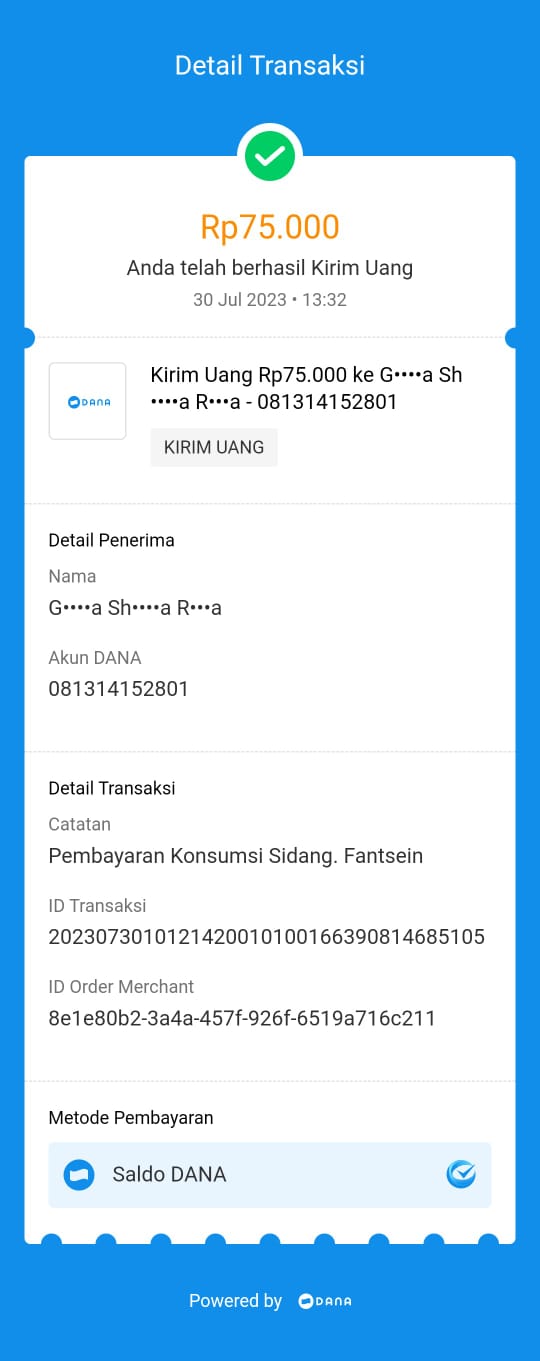 Detail Transaksi
Rp75.000
Anda telah berhasil Kirim Uang
30 Jul 2023 • 13:32
DANA
Kirim Uang Rp75.000 ke G••••a Sh
••••a R•••a - 081314152801
KIRIM UANG
Detail Penerima
Nama
G••••a Sh••••a R•••a
Akun DANA
081314152801
Detail Transaksi
Catatan
Pembayaran Konsumsi Sidang. Fantsein
ID Transaksi
20230730101214200101001663908146​85105
ID Order Merchant
8e1e80b2-3a4a-457f-926f-6519a716c211
Metode Pembayaran
Saldo DANA
Powered by DANA